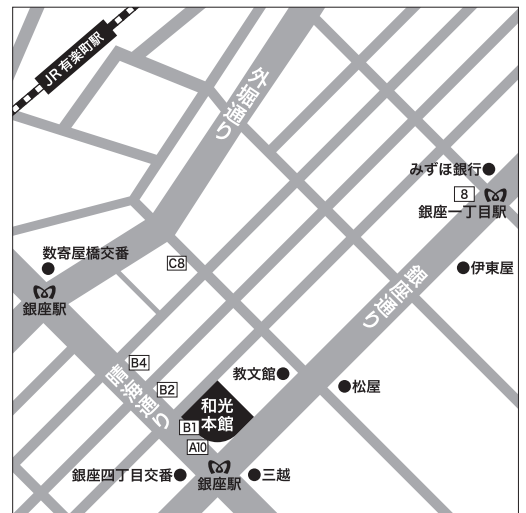 JR有楽町駅
外堀通り
みずほ銀行
8
銀座一丁目駅
数寄屋橋交番
C8
伊東屋
銀座駅
銀座通り
B4
晴海通り
B2
教文館
松屋
和光
本館
B1
A10
銀座四丁目交番
三越
銀座駅